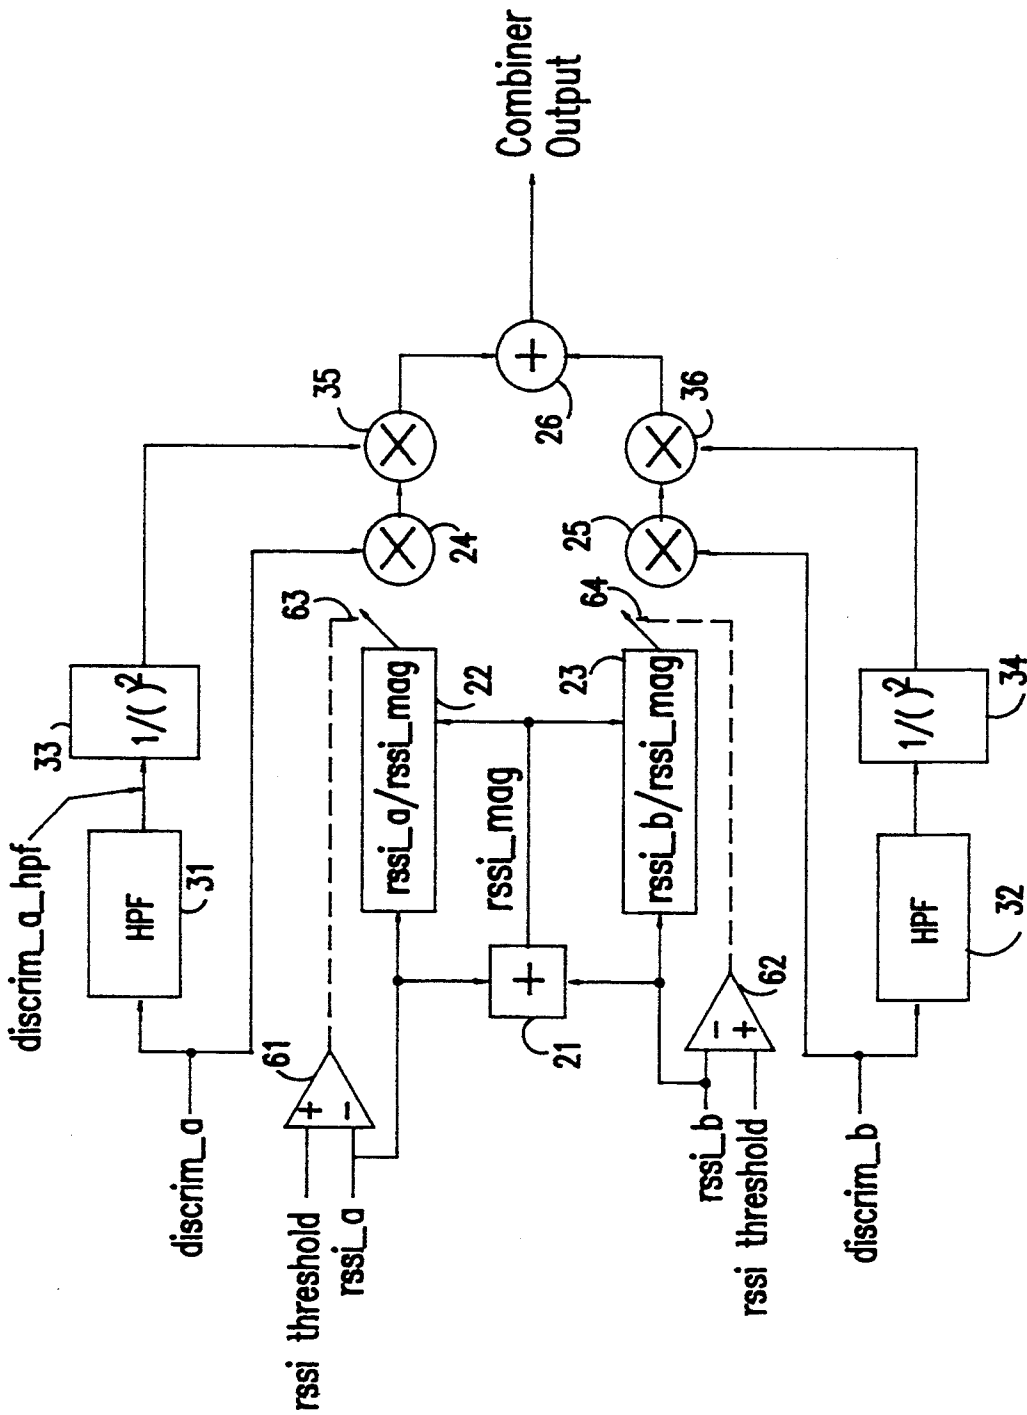 discrim_a_hpf
33
1/( )²
HPF
31
discrim_a
35
24
63
61
+
−
rssi threshold
rssi_a
rssi_a/rssi_mag
22
rssi_mag
+
21
+
26
Combiner
Output
36
25
64
23
rssi_b/rssi_mag
62
−
+
rssi_b
rssi threshold
1/( )²
34
HPF
32
discrim_b